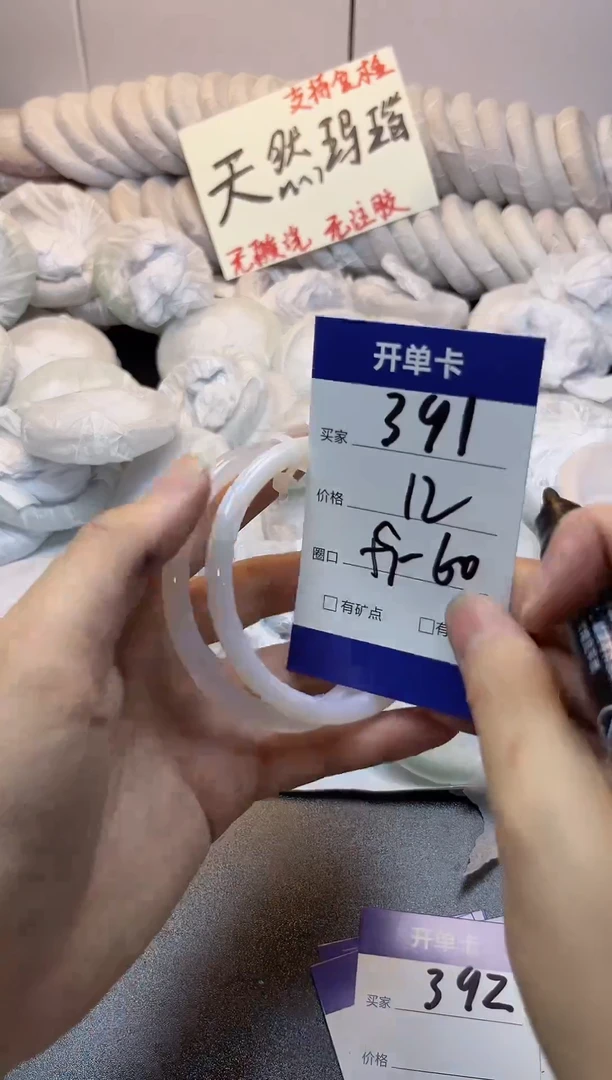 支持复检
天然玛瑙
无酸洗 无注胶
开单卡
买家 391
价格 12
圈口 60
□有矿点 □有
开单卡
买家 392
价格